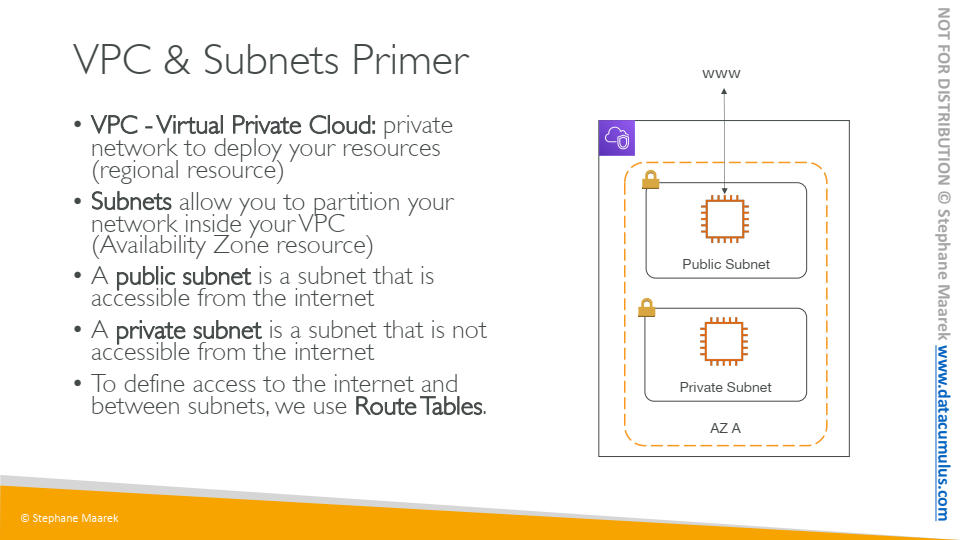 VPC & Subnets Primer
• VPC - Virtual Private Cloud: private
network to deploy your resources
(regional resource)
• Subnets allow you to partition your
network inside your VPC
(Availability Zone resource)
• A public subnet is a subnet that is
accessible from the internet
• A private subnet is a subnet that is not
accessible from the internet
• To define access to the internet and
between subnets, we use Route Tables.
www
Public Subnet
Private Subnet
AZ A
NOT FOR DISTRIBUTION © Stephane Maarek www.datacumulus.com
© Stephane Maarek